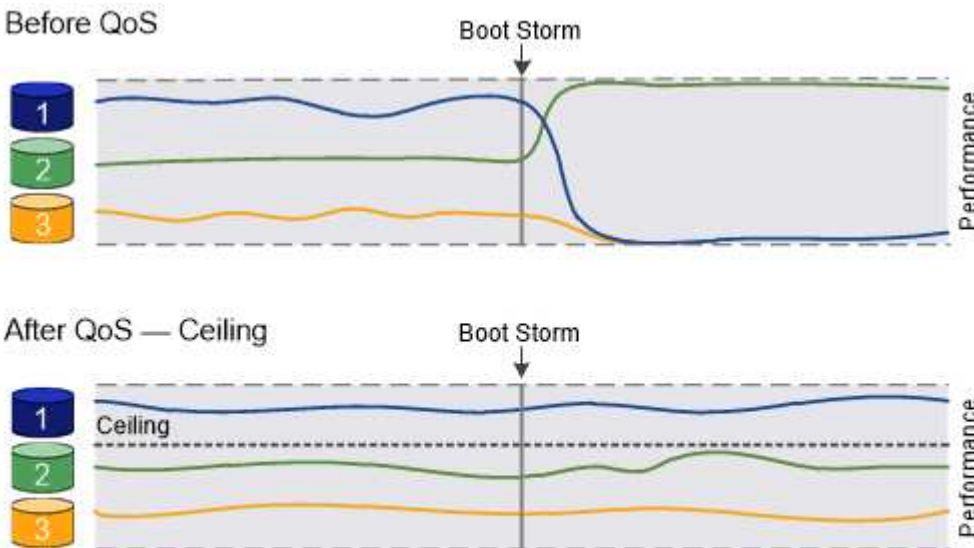 Before QoS
Boot Storm
1
2
3
Performance
After QoS — Ceiling
Boot Storm
1
Ceiling
2
3
Performance